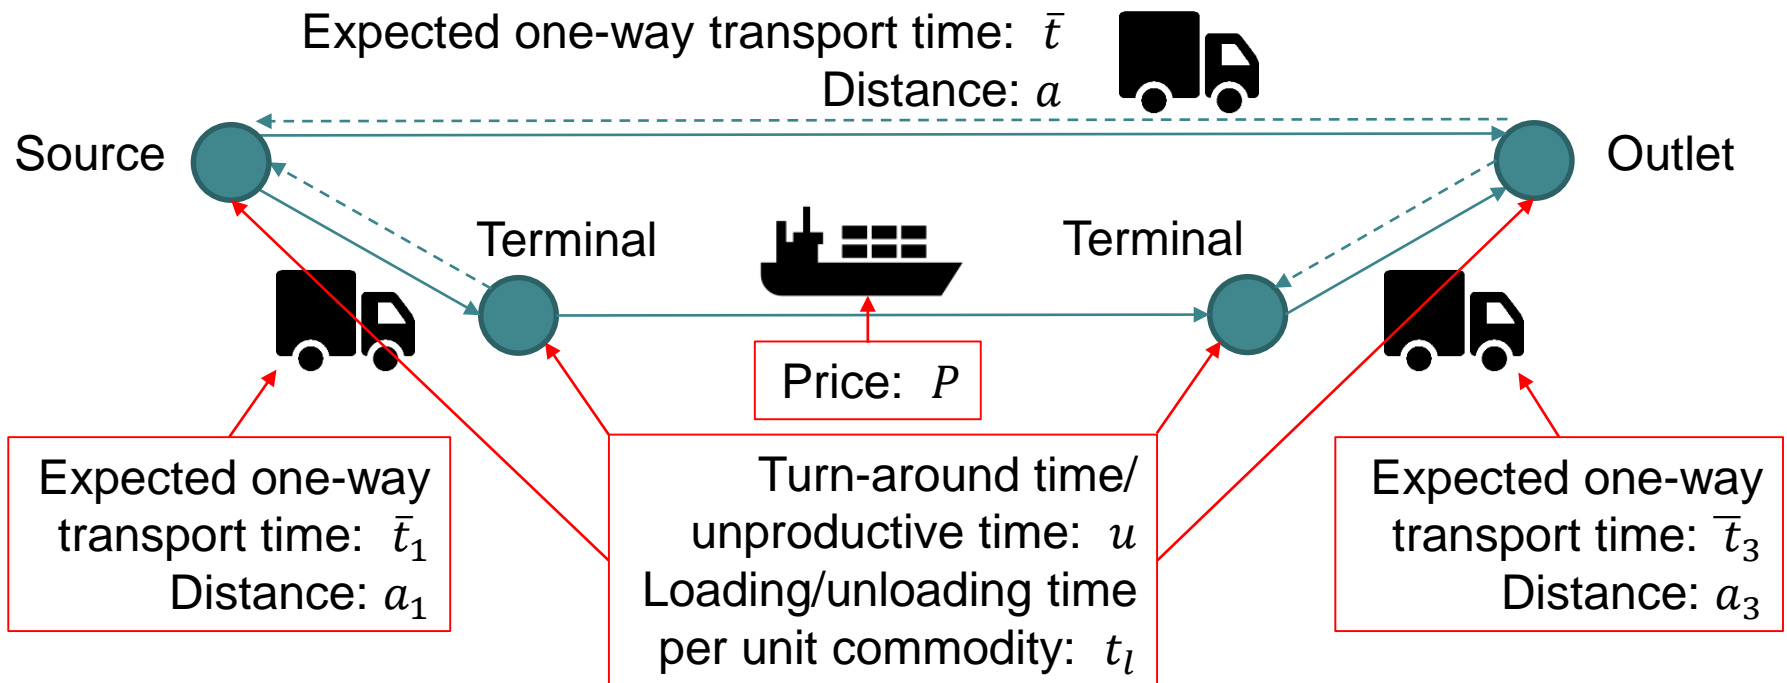 Expected one-way transport time: t̄
Distance: a
Source
Outlet
Terminal
Terminal
Price: P
Expected one-way
transport time: t̄₁
Distance: a₁
Turn-around time/
unproductive time: u
Loading/unloading time
per unit commodity: tₗ
Expected one-way
transport time: t̄₃
Distance: a₃